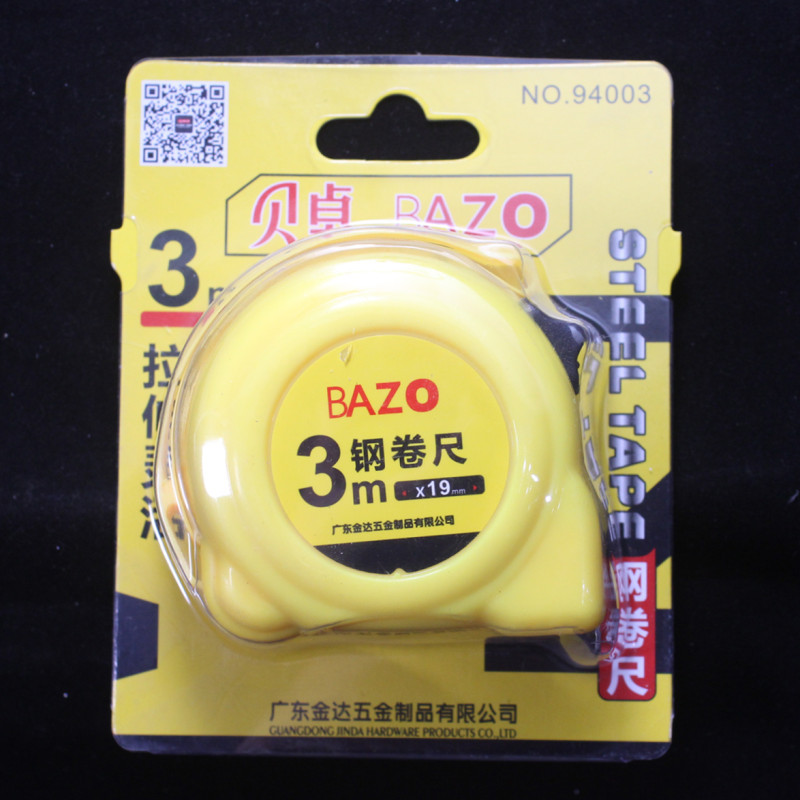 NO.94003
贝卓 BAZO
3
STEEL TAPE
钢卷尺
BAZO
3m 钢卷尺
x19mm
广东金达五金制品有限公司
广东金达五金制品有限公司
GUANGDONG JINDA HARDWARE PRODUCTS CO.,LTD